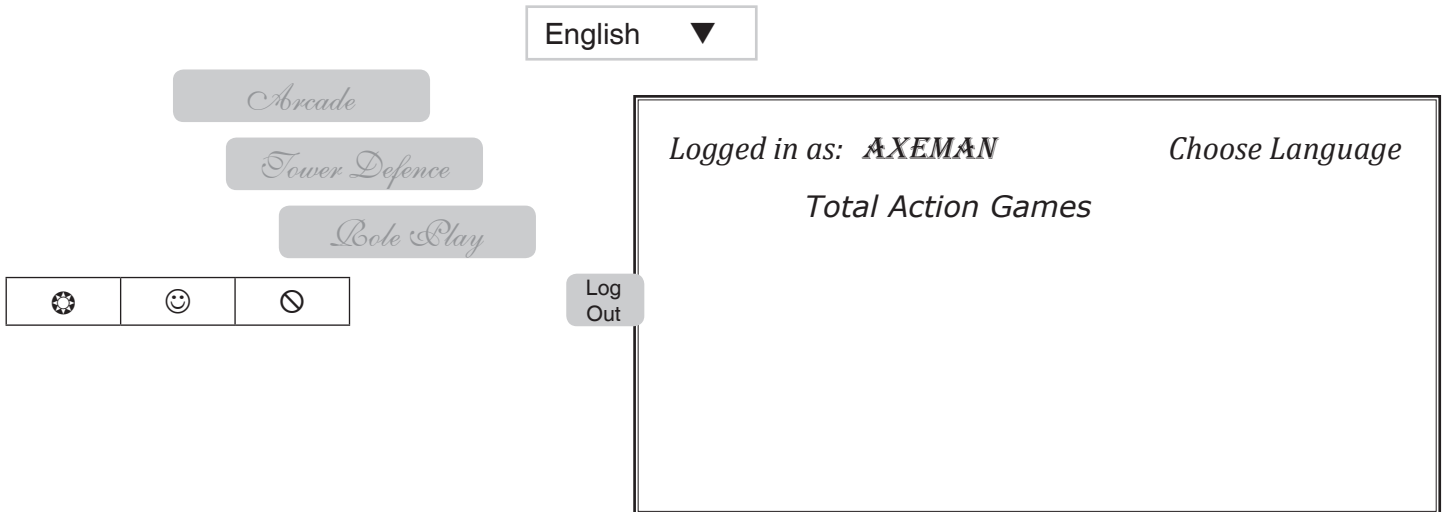 English ▼
Arcade
Logged in as: AXEMAN Choose Language
Tower Defence
Total Action Games
Role Play
Log
Out